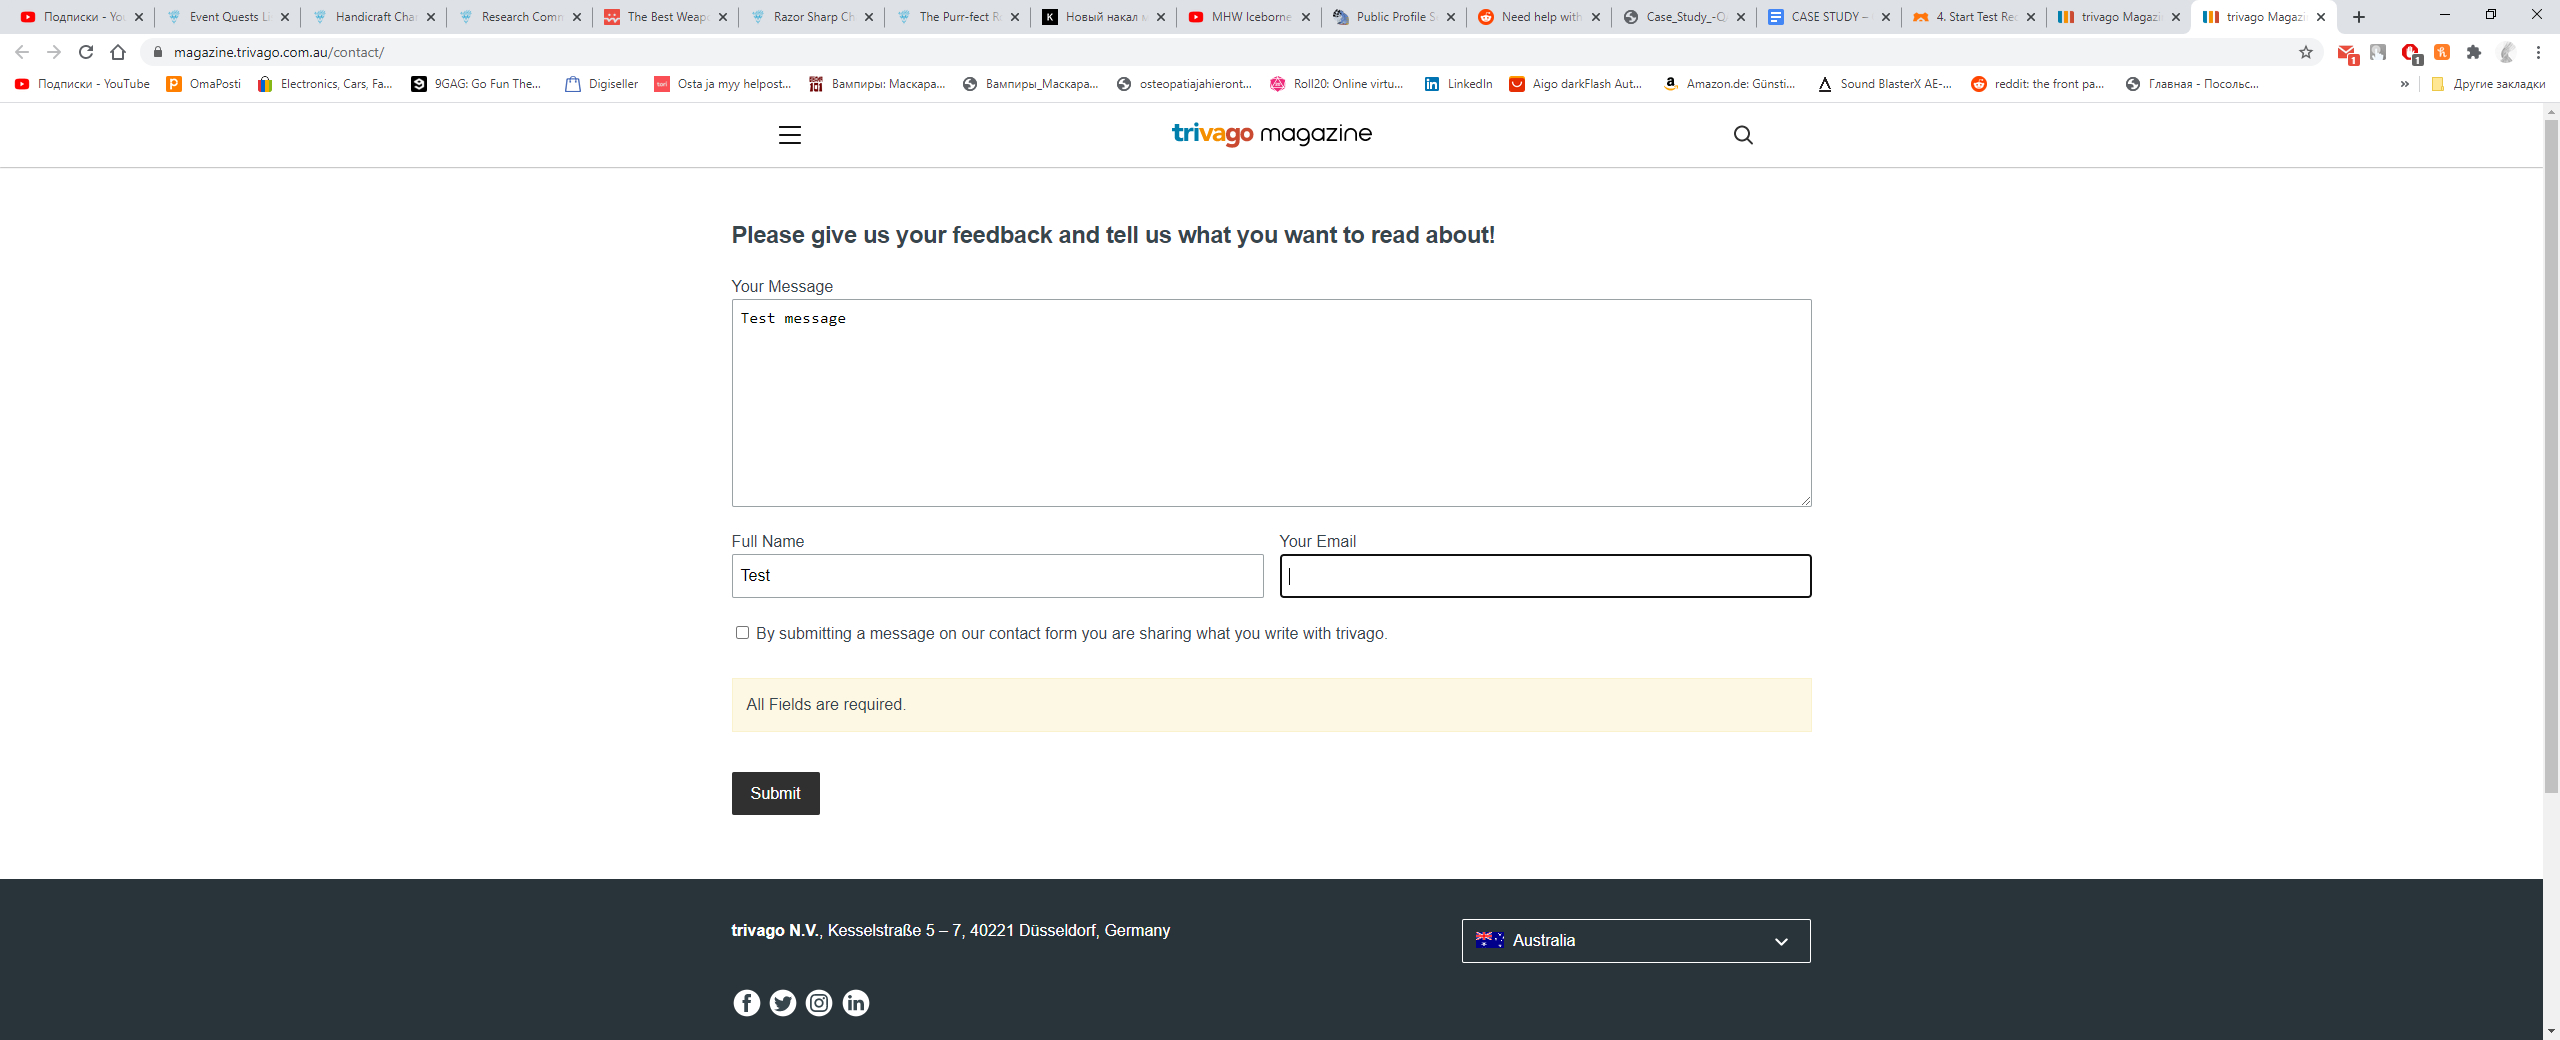 Подписки - You
Event Quests Li
Handicraft Cha
Research Comm
The Best Weapo
Razor Sharp Ch
The Purr-fect R
Новый накал м
MHW Iceborne
Public Profile S
Need help with
Case_Study_-Q
CASE STUDY –
4. Start Test Rec
trivago Magazi
trivago Magazi
magazine.trivago.com.au/contact/
1
1
Подписки - YouTube
OmaPosti
Electronics, Cars, Fa...
9GAG: Go Fun The...
Digiseller
Osta ja myy helpost...
Вампиры: Маскара...
Вампиры_Маскара...
osteopatiajahieront...
Roll20: Online virtu...
LinkedIn
Aigo darkFlash Aut...
Amazon.de: Günsti...
Sound BlasterX AE-...
reddit: the front pa...
Главная - Посольс...
»
Другие закладки
trivago magazine
Please give us your feedback and tell us what you want to read about!
Your Message
Test message
Full Name
Your Email
Test
By submitting a message on our contact form you are sharing what you write with trivago.
All Fields are required.
Submit
trivago N.V., Kesselstraße 5 – 7, 40221 Düsseldorf, Germany
Australia